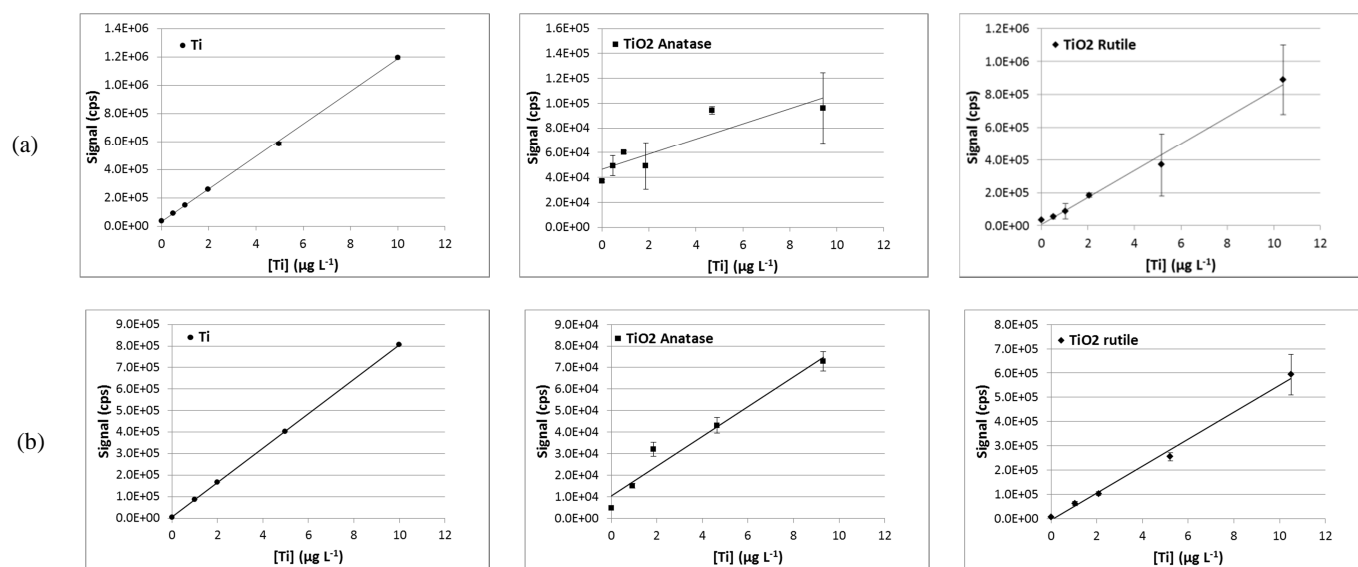 (a)
Ti
Signal (cps)
1.4E+06
1.2E+06
1.0E+06
8.0E+05
6.0E+05
4.0E+05
2.0E+05
0.0E+00
0 2 4 6 8 10 12
[Ti] (µg L⁻¹)
TiO2 Anatase
Signal (cps)
1.6E+05
1.4E+05
1.2E+05
1.0E+05
8.0E+04
6.0E+04
4.0E+04
2.0E+04
0.0E+00
0 2 4 6 8 10 12
[Ti] (µg L⁻¹)
TiO2 Rutile
Signal (cps)
1.2E+06
1.0E+06
8.0E+05
6.0E+05
4.0E+05
2.0E+05
0.0E+00
0 2 4 6 8 10 12
[Ti] (µg L⁻¹)
(b)
Ti
Signal (cps)
9.0E+05
8.0E+05
7.0E+05
6.0E+05
5.0E+05
4.0E+05
3.0E+05
2.0E+05
1.0E+05
0.0E+00
0 2 4 6 8 10 12
[Ti] (µg L⁻¹)
TiO2 Anatase
Signal (cps)
9.0E+04
8.0E+04
7.0E+04
6.0E+04
5.0E+04
4.0E+04
3.0E+04
2.0E+04
1.0E+04
0.0E+00
0 2 4 6 8 10 12
[Ti] (µg L⁻¹)
TiO2 rutile
Signal (cps)
8.0E+05
7.0E+05
6.0E+05
5.0E+05
4.0E+05
3.0E+05
2.0E+05
1.0E+05
0.0E+00
0 2 4 6 8 10 12
[Ti] (µg L⁻¹)